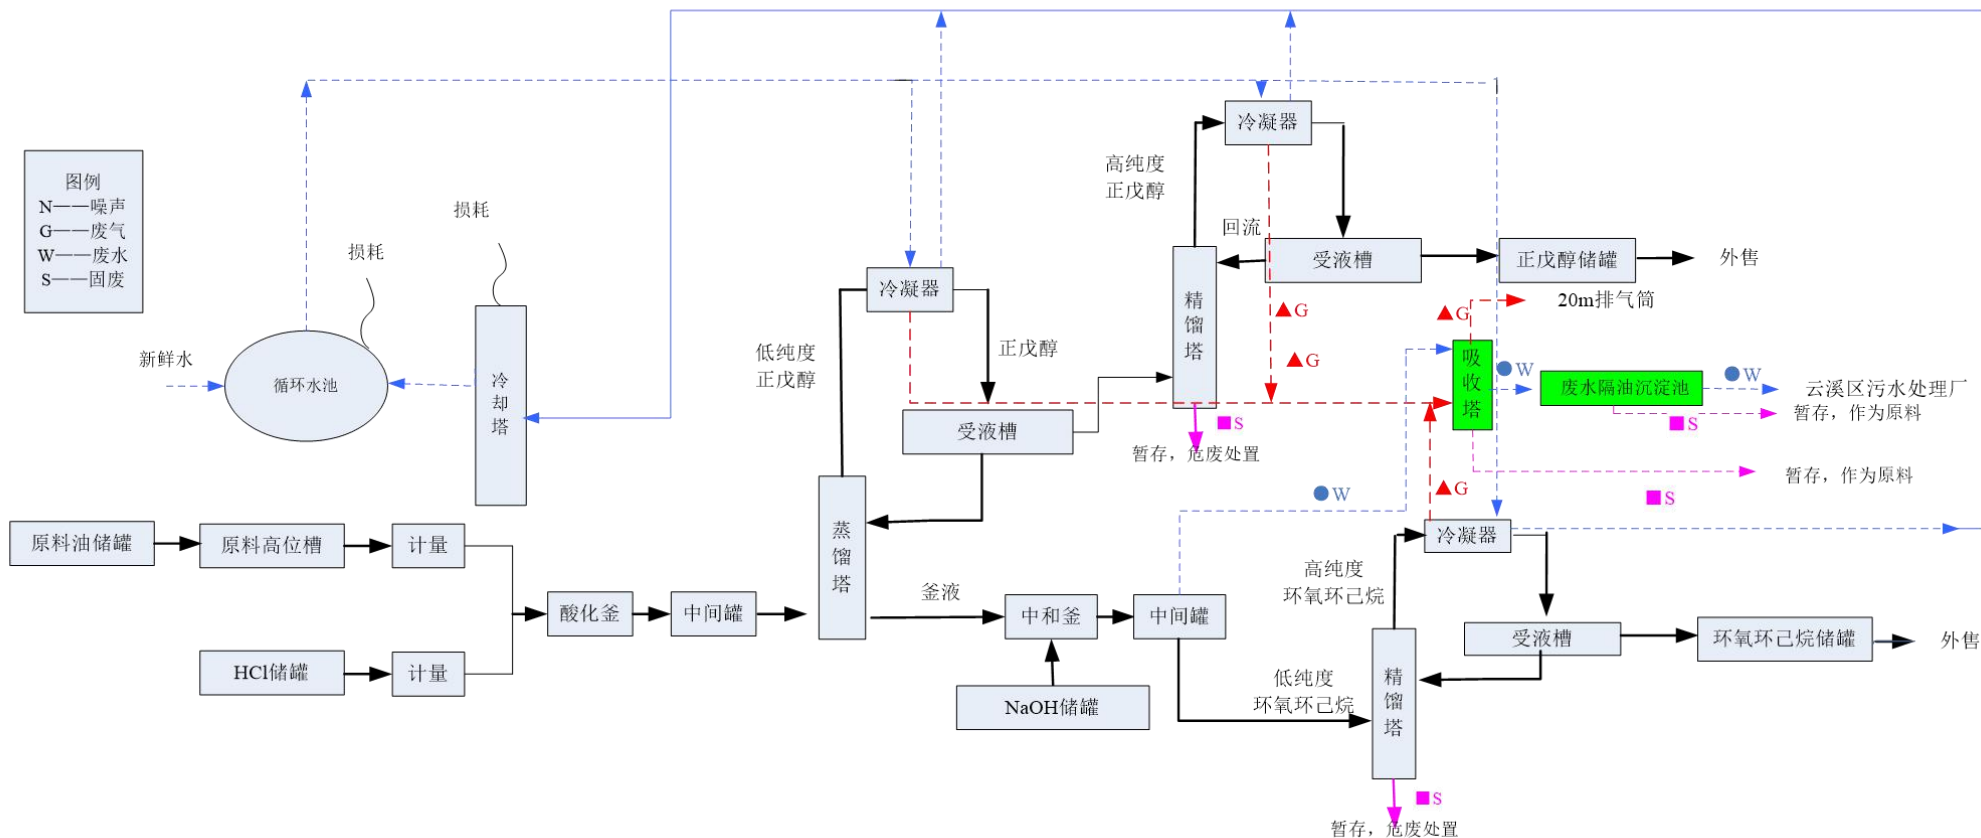 图例
N——噪声
G——废气
W——废水
S——固废
损耗
损耗
新鲜水
循环水池
冷却塔
冷凝器
高纯度
正戊醇
回流
受液槽
正戊醇储罐
外售
精馏塔
冷凝器
低纯度
正戊醇
正戊醇
受液槽
G
G
G
20m排气筒
吸收塔
W
废水隔油沉淀池
W
云溪区污水处理厂
S
暂存，作为原料
S
暂存，危废处置
暂存，作为原料
S
W
G
蒸馏塔
原料油储罐
原料高位槽
计量
酸化釜
中间罐
HCl储罐
计量
釜液
中和釜
中间罐
NaOH储罐
冷凝器
高纯度
环氧环己烷
低纯度
环氧环己烷
受液槽
环氧环己烷储罐
外售
精馏塔
S
暂存，危废处置